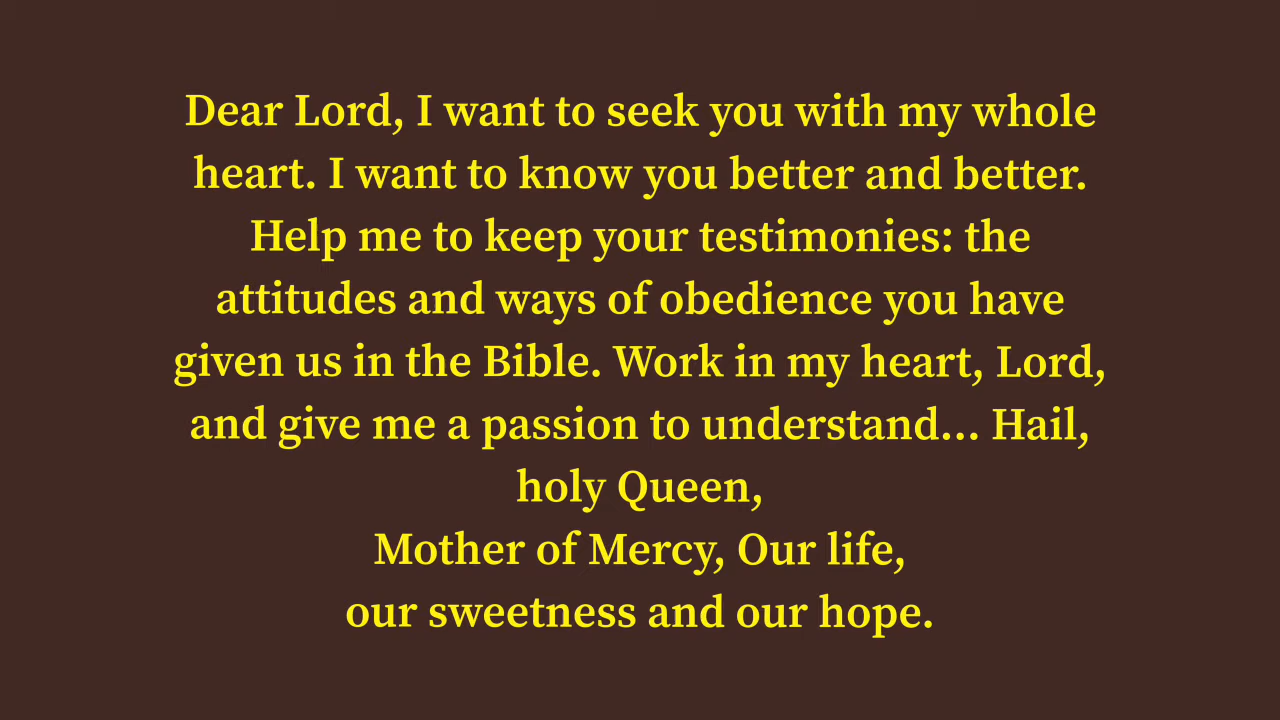 Dear Lord, I want to seek you with my whole
heart. I want to know you better and better.
Help me to keep your testimonies: the
attitudes and ways of obedience you have
given us in the Bible. Work in my heart, Lord,
and give me a passion to understand... Hail,
holy Queen,
Mother of Mercy, Our life,
our sweetness and our hope.